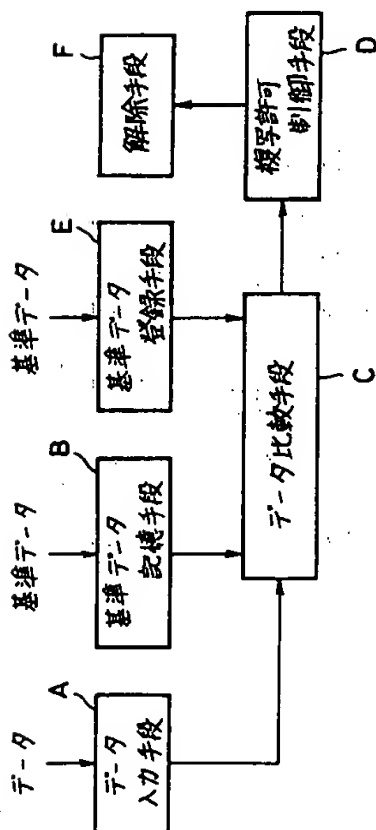 データ
A
データ
入力手段
基準データ
B
基準データ
記憶手段
基準データ
E
基準データ
登録手段
データ比較手段
C
複写許可
制御手段
D
解除手段
F